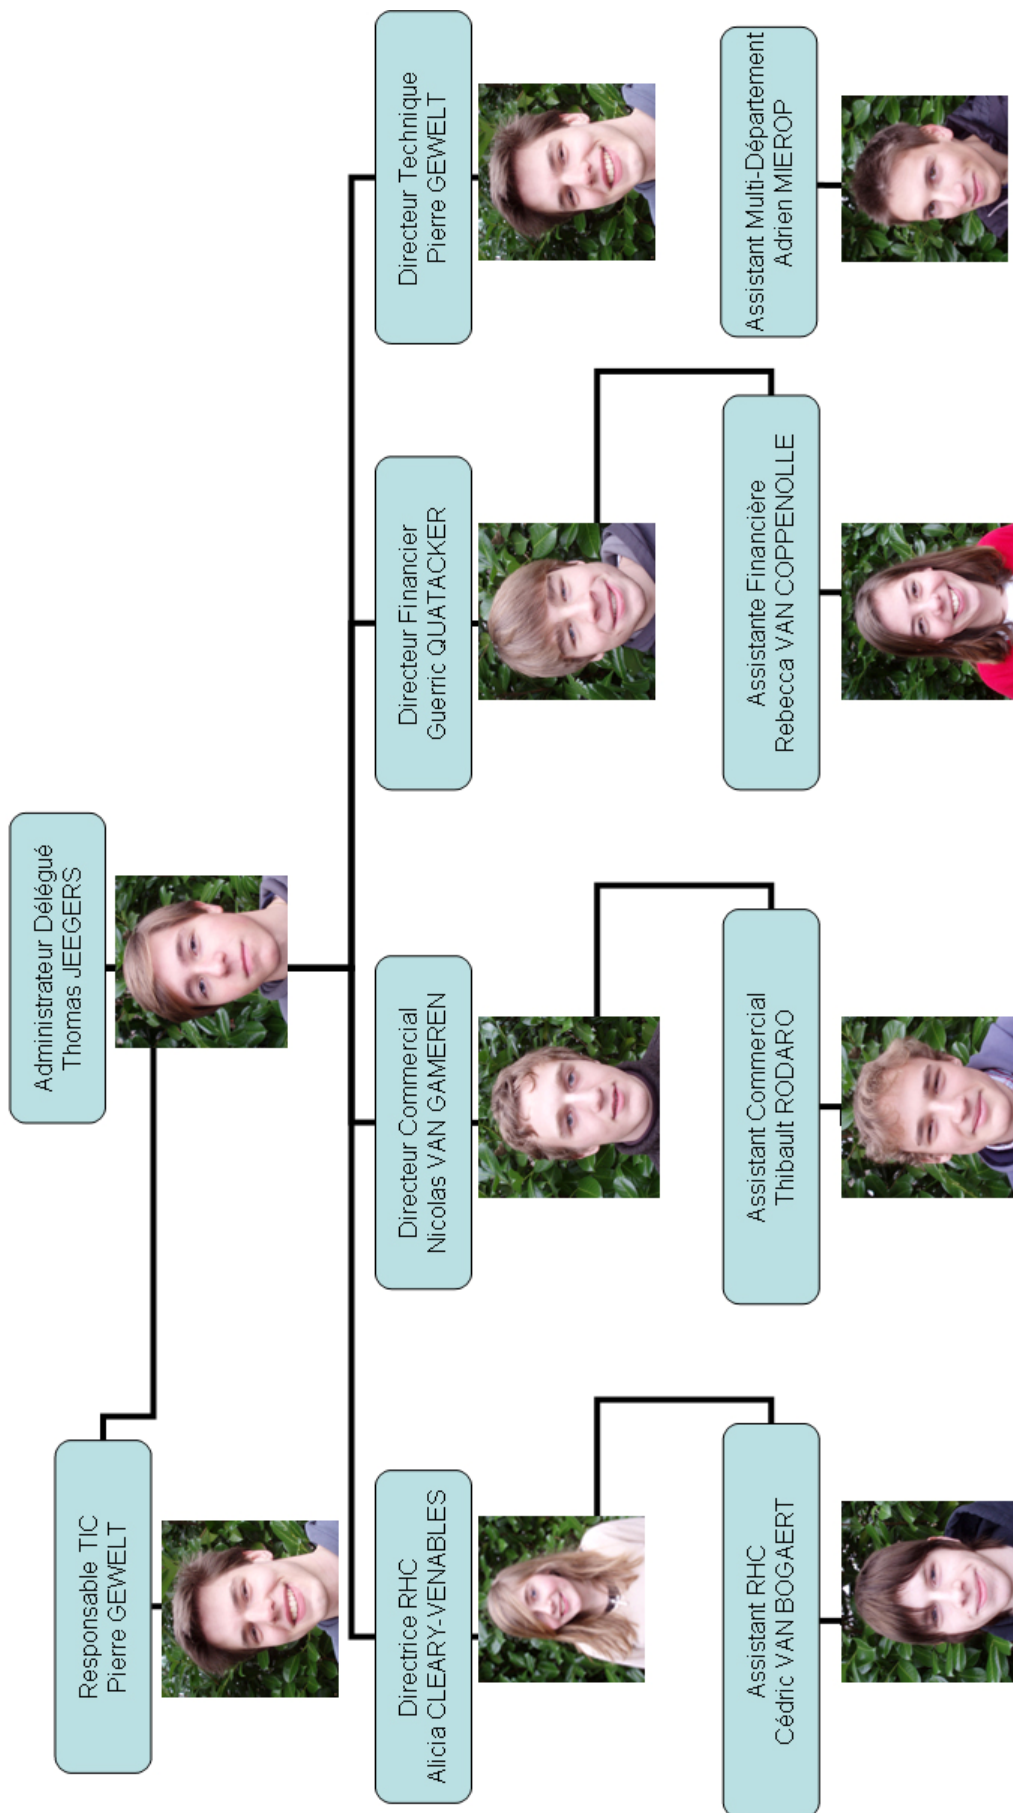 Administrateur Délégué
Thomas JEEGERS
Responsable TIC
Pierre GEWELT
Directrice RHC
Alicia CLEARY-VENABLES
Directeur Commercial
Nicolas VAN GAMEREN
Directeur Financier
Guerric QUATACKER
Directeur Technique
Pierre GEWELT
Assistant RHC
Cédric VAN BOGAERT
Assistant Commercial
Thibault RODARO
Assistante Financière
Rebecca VAN COPPENOLLE
Assistant Multi-Département
Adrien MIEROP